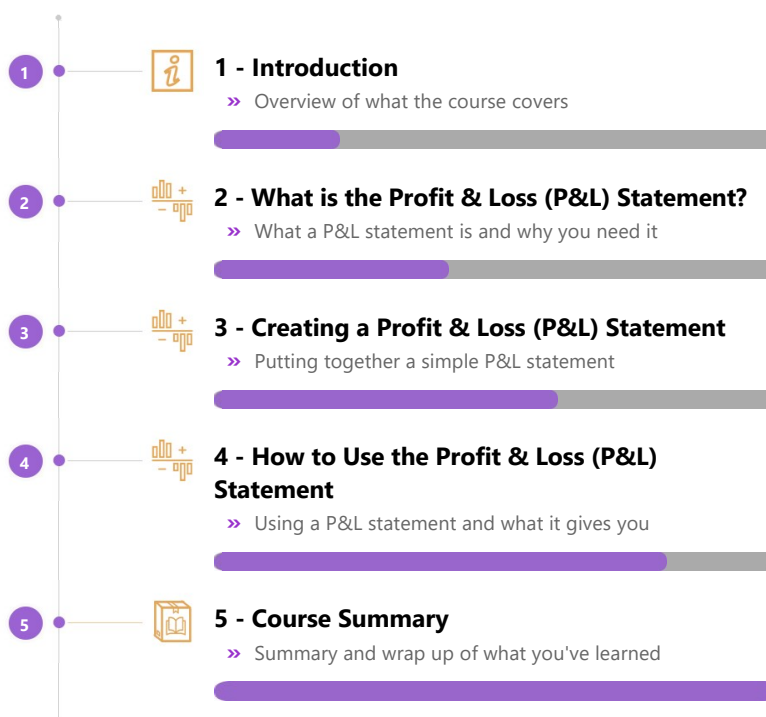 1
1 - Introduction
» Overview of what the course covers
2
2 - What is the Profit & Loss (P&L) Statement?
» What a P&L statement is and why you need it
3
3 - Creating a Profit & Loss (P&L) Statement
» Putting together a simple P&L statement
4
4 - How to Use the Profit & Loss (P&L)
Statement
» Using a P&L statement and what it gives you
5
5 - Course Summary
» Summary and wrap up of what you've learned